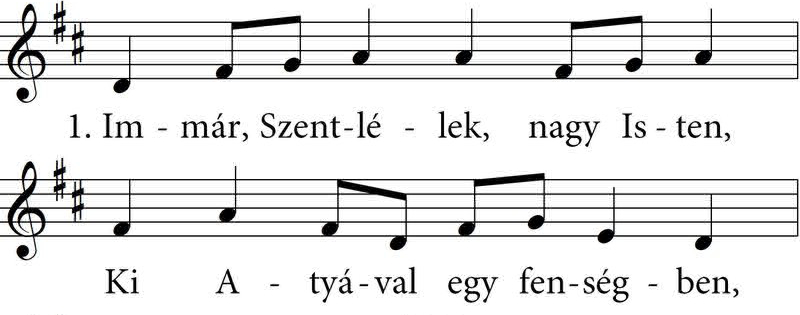 1. Im - már, Szent-lé - lek, nagy Is - ten,
Ki A - tyá-val egy fen-ség - ben,